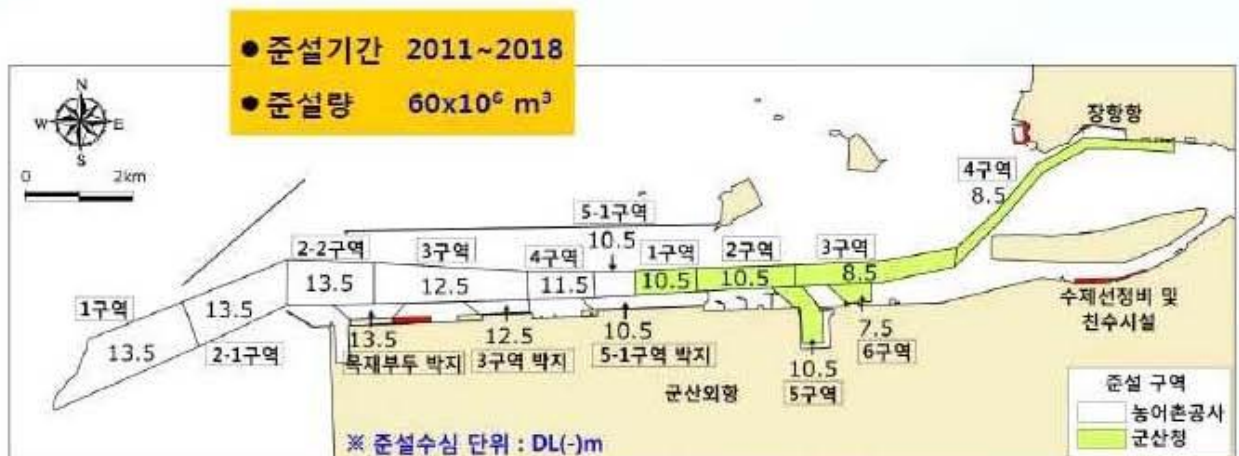 ● 준설기간 2011~2018
● 준설량 60x10⁶ m³
N
W E
S
0 2km
장항항
4구역
8.5
5-1구역
10.5
2-2구역
3구역
4구역
1구역
2구역
3구역
13.5
12.5
11.5
10.5
10.5
8.5
1구역
13.5
13.5
2-1구역
13.5
목재부두 박지
12.5
3구역 박지
10.5
5-1구역 박지
10.5
5구역
7.5
6구역
수제선정비 및
친수시설
군산외항
※ 준설수심 단위 : DL(-)m
준설 구역
농어촌공사
군산청